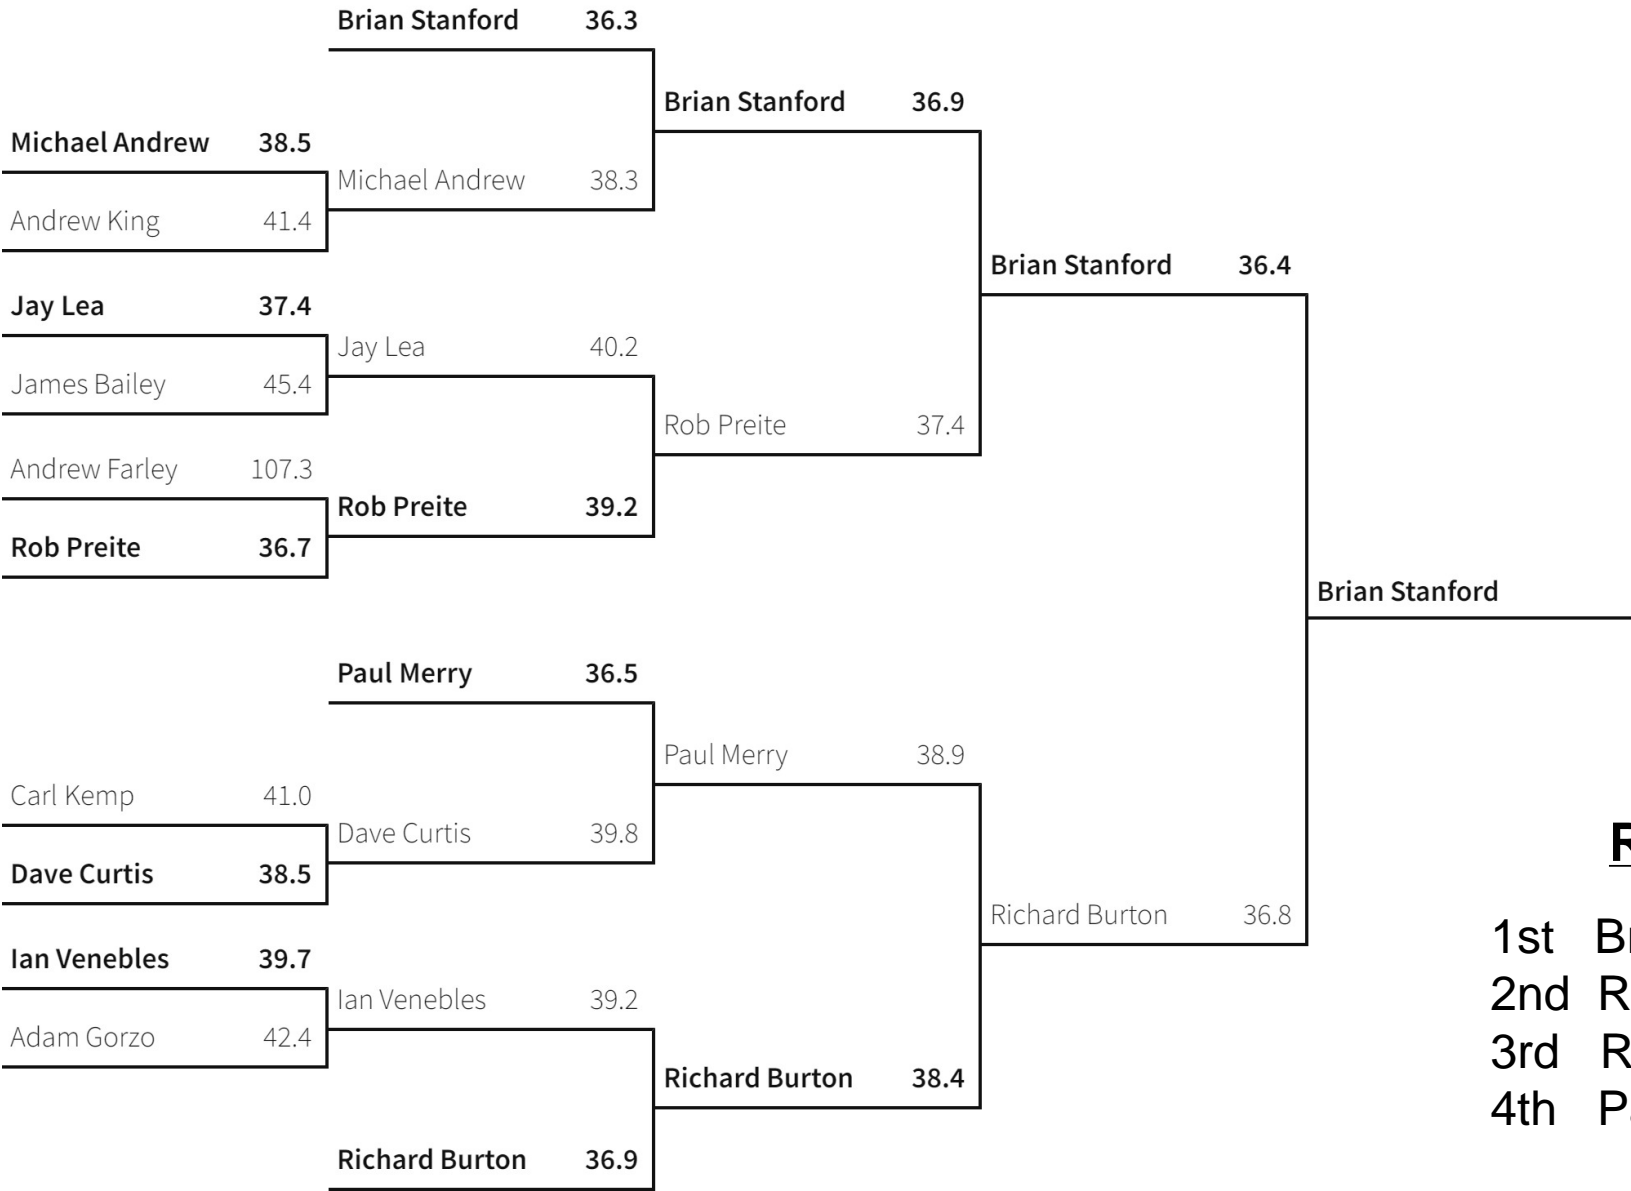 Brian Stanford 36.3
Michael Andrew 38.5
Michael Andrew 38.3
Andrew King 41.4
Jay Lea 37.4
Jay Lea 40.2
James Bailey 45.4
Andrew Farley 107.3
Rob Preite 39.2
Rob Preite 36.7
Paul Merry 36.5
Carl Kemp 41.0
Dave Curtis 39.8
Dave Curtis 38.5
Ian Venebles 39.7
Ian Venebles 39.2
Adam Gorzo 42.4
Richard Burton 36.9
Brian Stanford 36.9
Rob Preite 37.4
Paul Merry 38.9
Richard Burton 38.4
Brian Stanford 36.4
Richard Burton 36.8
Brian Stanford
1st
2nd
3rd
4th